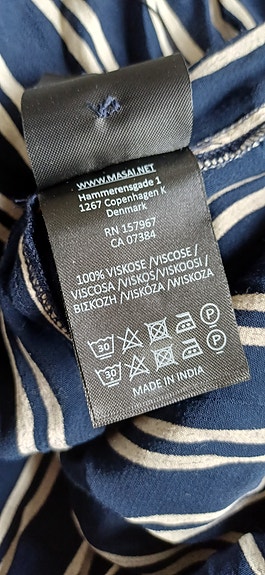 WWW.MASAI.NET
Hammerensgade 1
1267 Copenhagen K
Denmark
RN 157967
CA 07384
100% VISKOSE /VISCOSE /
VISCOSA /VISKOS/VISKOOSI /
ΒΙΣΚΟΖΗ /VISKÓZA /WISKOZA
30 P
30 P
MADE IN INDIA